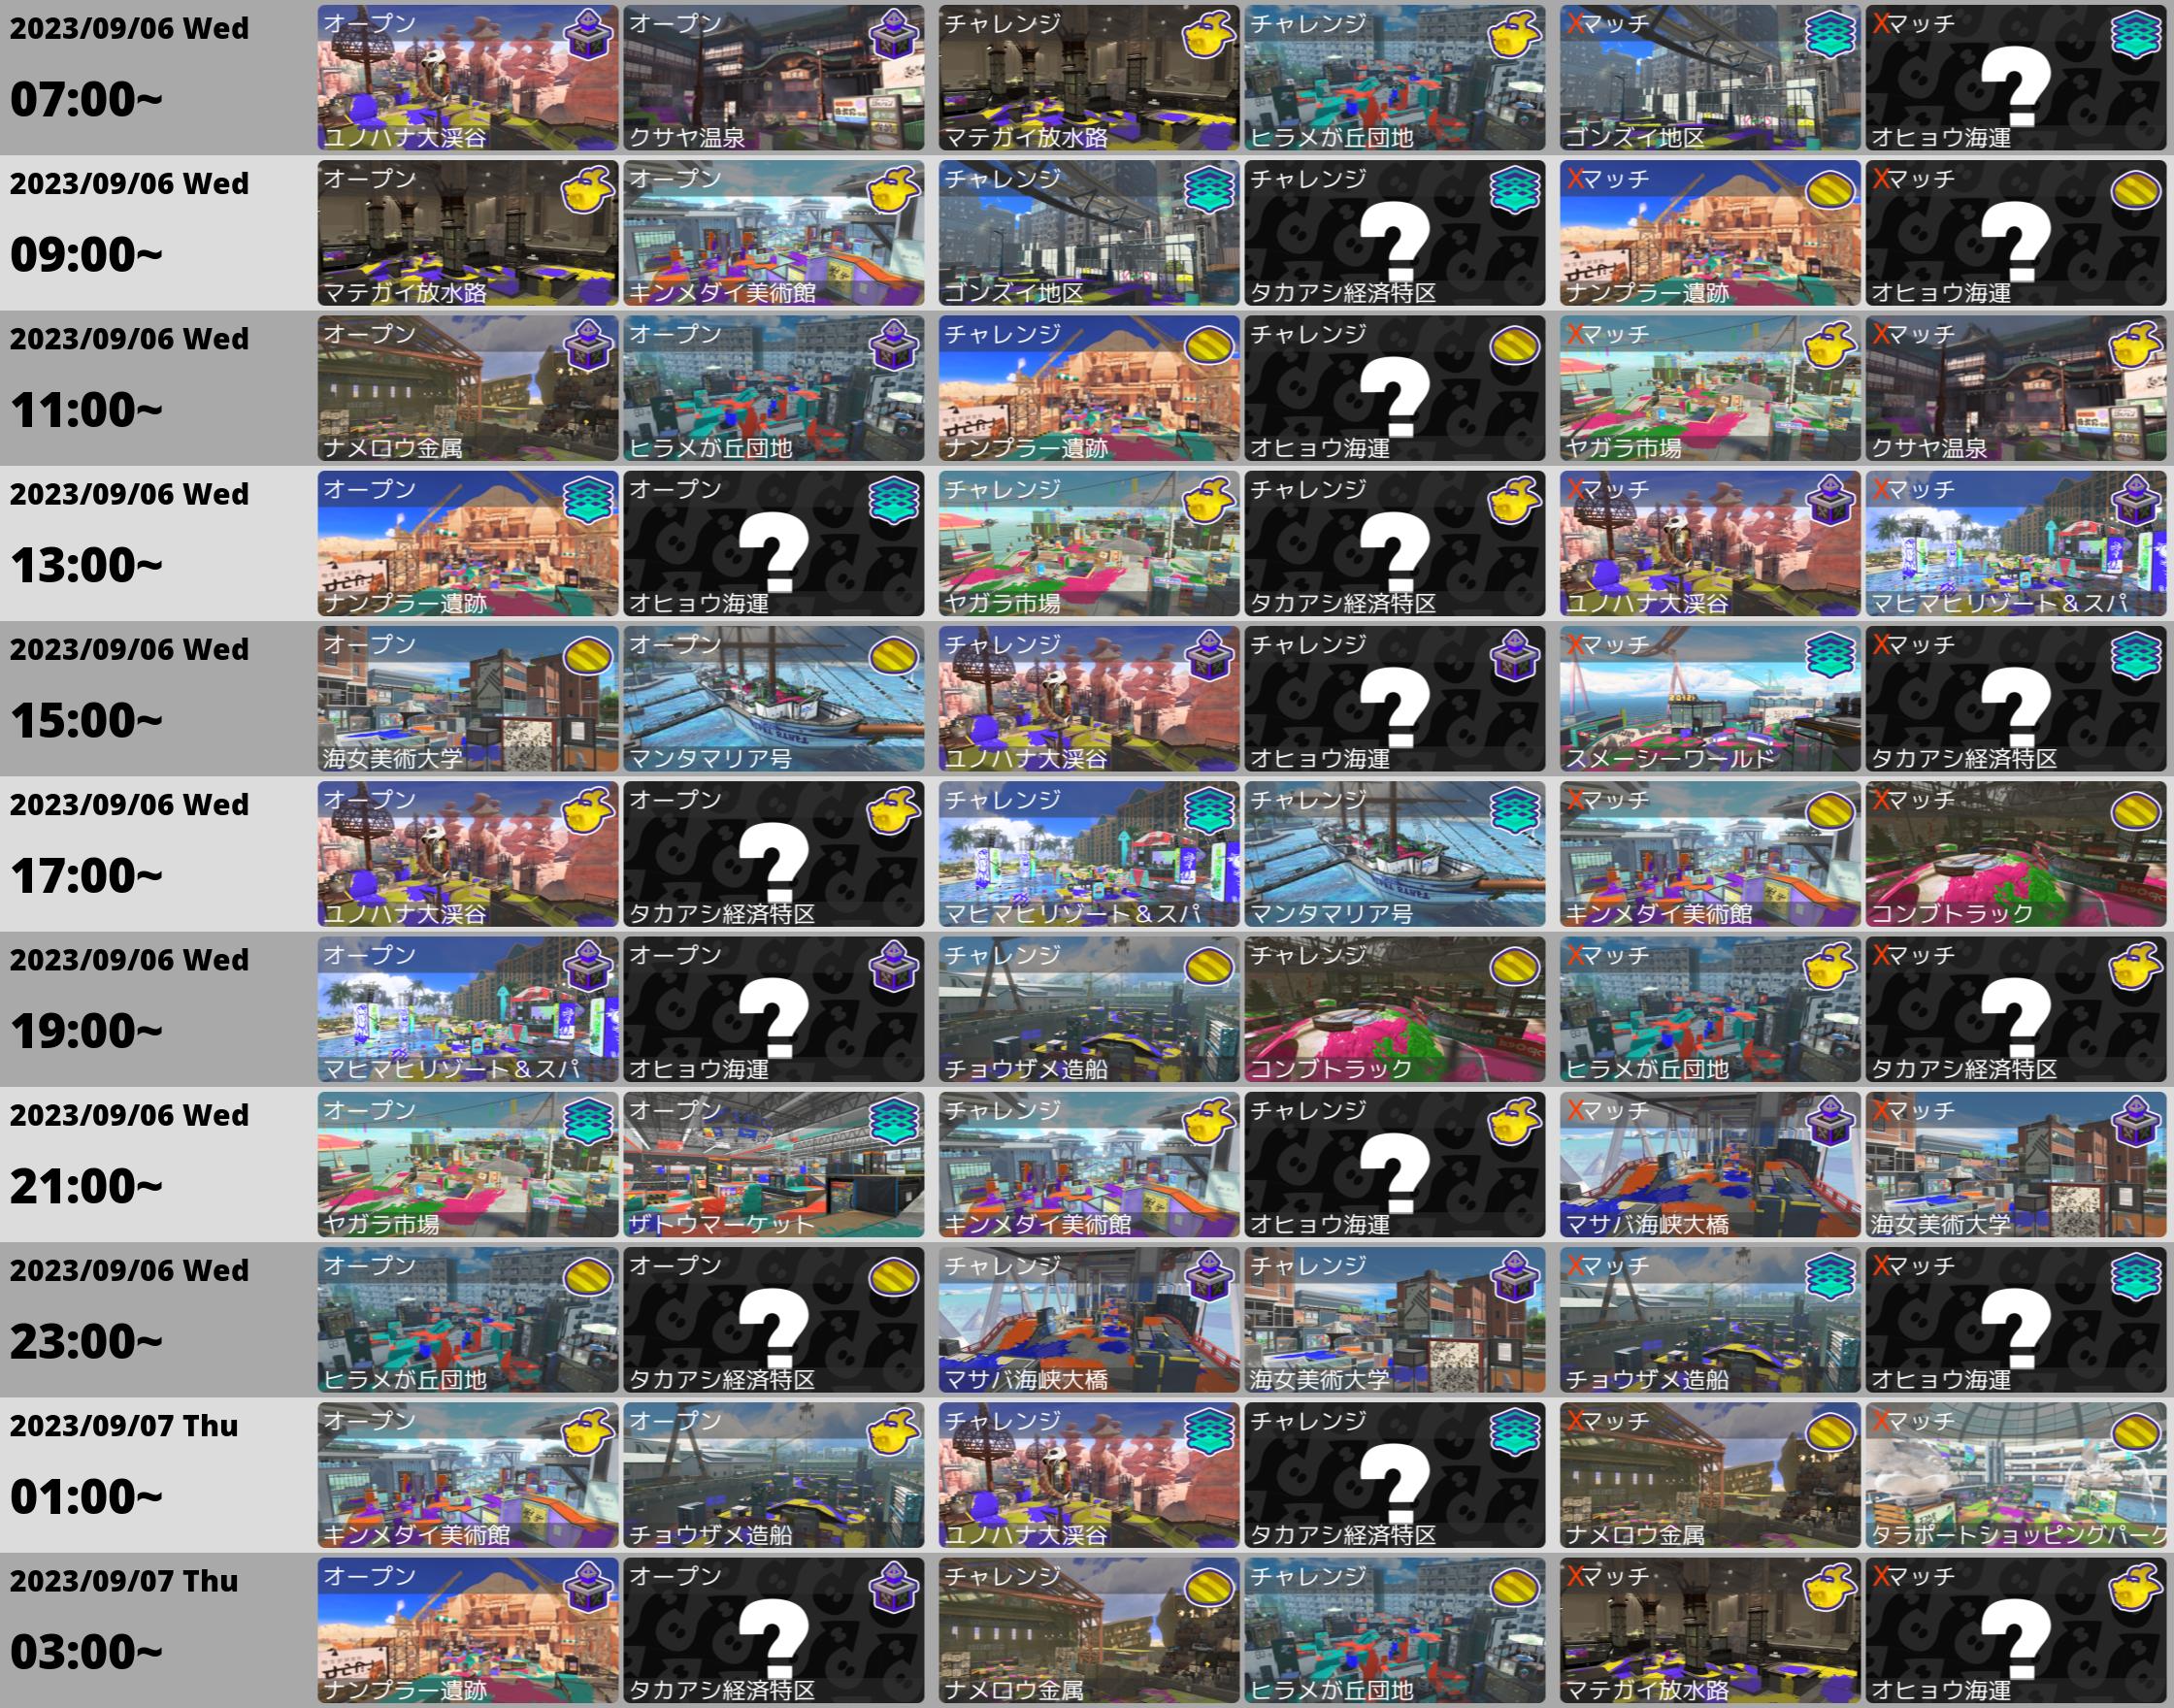 2023/09/06 Wed
07:00~
オープン
ユノハナ大渓谷
オープン
クサヤ温泉
チャレンジ
マテガイ放水路
チャレンジ
ヒラメが丘団地
Xマッチ
ゴンズイ地区
Xマッチ
オヒョウ海運
2023/09/06 Wed
09:00~
オープン
マテガイ放水路
オープン
キンメダイ美術館
チャレンジ
ゴンズイ地区
チャレンジ
タカアシ経済特区
Xマッチ
ナンプラー遺跡
Xマッチ
オヒョウ海運
2023/09/06 Wed
11:00~
オープン
ナメロウ金属
オープン
ヒラメが丘団地
チャレンジ
ナンプラー遺跡
チャレンジ
オヒョウ海運
Xマッチ
ヤガラ市場
Xマッチ
クサヤ温泉
2023/09/06 Wed
13:00~
オープン
ナンプラー遺跡
オープン
オヒョウ海運
チャレンジ
ヤガラ市場
チャレンジ
タカアシ経済特区
Xマッチ
ユノハナ大渓谷
Xマッチ
マヒマヒリゾート&スパ
2023/09/06 Wed
15:00~
オープン
海女美術大学
オープン
マンタマリア号
チャレンジ
ユノハナ大渓谷
チャレンジ
オヒョウ海運
Xマッチ
スメーシーワールド
Xマッチ
タカアシ経済特区
2023/09/06 Wed
17:00~
オープン
ユノハナ大渓谷
オープン
タカアシ経済特区
チャレンジ
マヒマヒリゾート&スパ
チャレンジ
マンタマリア号
Xマッチ
キンメダイ美術館
Xマッチ
コンブトラック
2023/09/06 Wed
19:00~
オープン
マヒマヒリゾート&スパ
オープン
オヒョウ海運
チャレンジ
チョウザメ造船
チャレンジ
コンブトラック
Xマッチ
ヒラメが丘団地
Xマッチ
タカアシ経済特区
2023/09/06 Wed
21:00~
オープン
ヤガラ市場
オープン
ザトウマーケット
チャレンジ
キンメダイ美術館
チャレンジ
オヒョウ海運
Xマッチ
マサバ海峡大橋
Xマッチ
海女美術大学
2023/09/06 Wed
23:00~
オープン
ヒラメが丘団地
オープン
タカアシ経済特区
チャレンジ
マサバ海峡大橋
チャレンジ
海女美術大学
Xマッチ
チョウザメ造船
Xマッチ
オヒョウ海運
2023/09/07 Thu
01:00~
オープン
キンメダイ美術館
オープン
チョウザメ造船
チャレンジ
ユノハナ大渓谷
チャレンジ
タカアシ経済特区
Xマッチ
ナメロウ金属
Xマッチ
タラポートショッピングパーク
2023/09/07 Thu
03:00~
オープン
ナンプラー遺跡
オープン
タカアシ経済特区
チャレンジ
ナメロウ金属
チャレンジ
ヒラメが丘団地
Xマッチ
マテガイ放水路
Xマッチ
オヒョウ海運